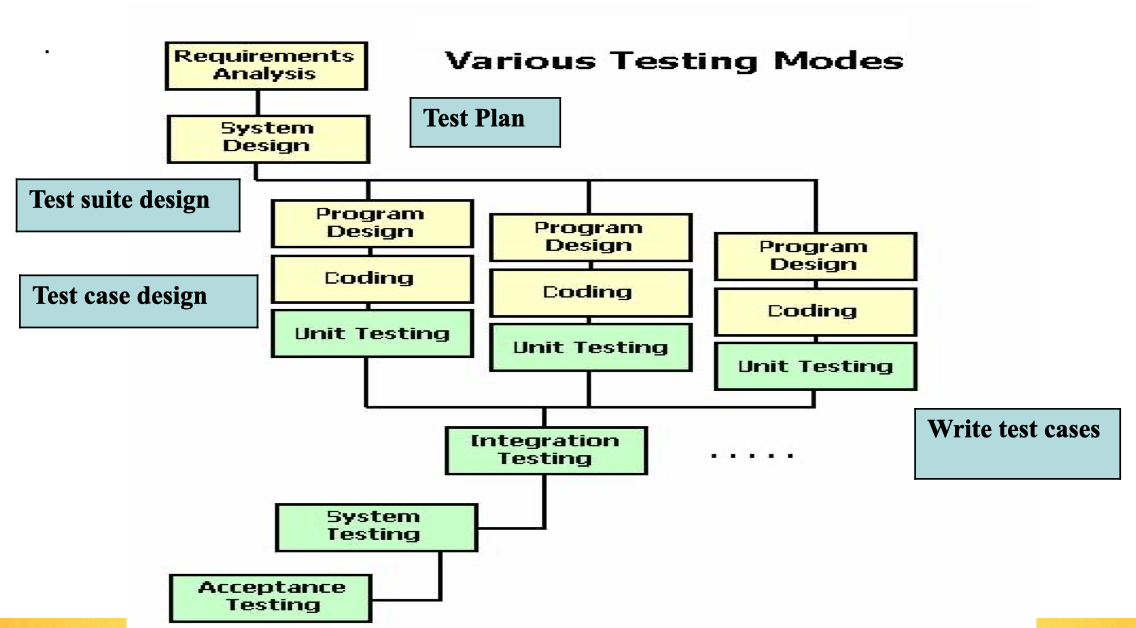 Various Testing Modes
Requirements
Analysis
Test Plan
System
Design
Test suite design
Program
Design
Coding
Unit Testing
Program
Design
Coding
Unit Testing
Program
Design
Coding
Unit Testing
Test case design
Write test cases
Integration
Testing
. . . . .
System
Testing
Acceptance
Testing